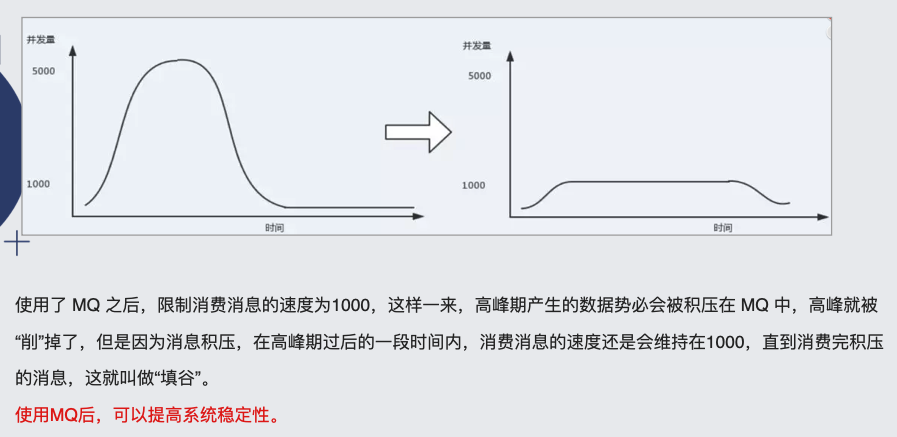 并发量
5000
1000
时间
并发量
5000
1000
时间
使用了 MQ 之后，限制消费消息的速度为1000，这样一来，高峰期产生的数据势必会被积压在 MQ 中，高峰就被
“削”掉了，但是因为消息积压，在高峰期过后的一段时间内，消费消息的速度还是会维持在1000，直到消费完积压
的消息，这就叫做“填谷”。
使用MQ后，可以提高系统稳定性。